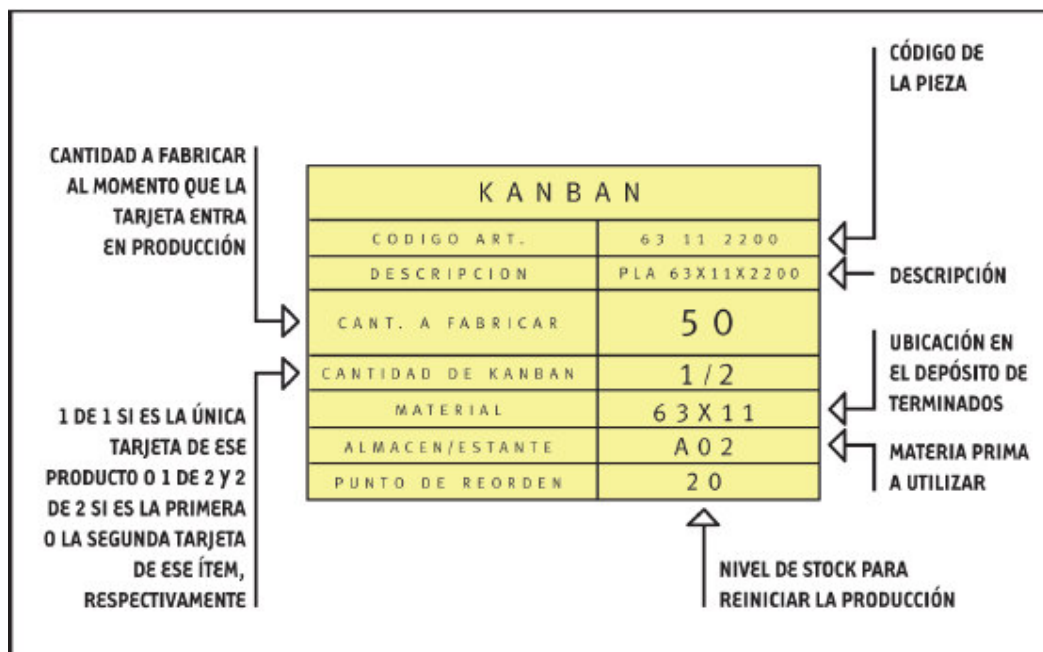 CÓDIGO DE
LA PIEZA
CANTIDAD A FABRICAR
AL MOMENTO QUE LA
TARJETA ENTRA
EN PRODUCCIÓN
KANBAN
CODIGO ART. 63 11 2200
DESCRIPCION PLA 63X11X2200
DESCRIPCIÓN
CANT. A FABRICAR 50
CANTIDAD DE KANBAN 1/2
MATERIAL 63X11
ALMACEN/ESTANTE A02
PUNTO DE REORDEN 20
UBICACIÓN EN
EL DEPÓSITO DE
TERMINADOS
MATERIA PRIMA
A UTILIZAR
1 DE 1 SI ES LA ÚNICA
TARJETA DE ESE
PRODUCTO O 1 DE 2 Y 2
DE 2 SI ES LA PRIMERA
O LA SEGUNDA TARJETA
DE ESE ÍTEM,
RESPECTIVAMENTE
NIVEL DE STOCK PARA
REINICIAR LA PRODUCCIÓN